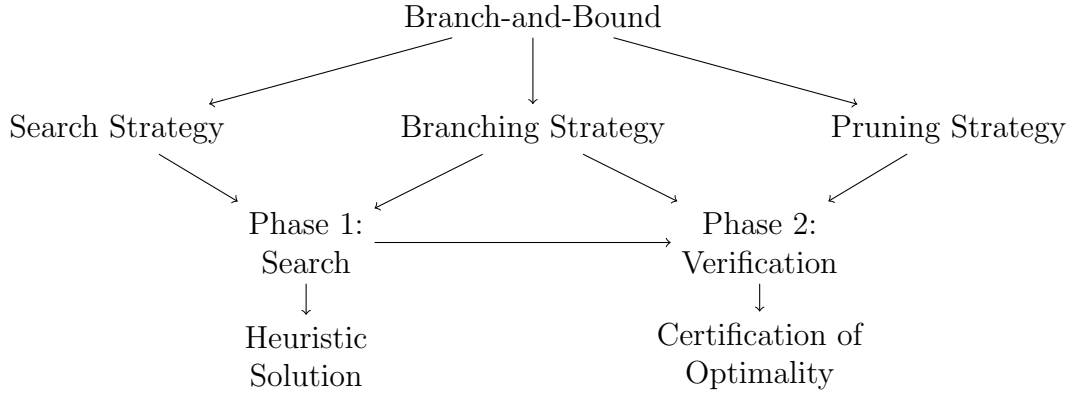 Branch-and-Bound
Search Strategy
Branching Strategy
Pruning Strategy
Phase 1:
Search
Phase 2:
Verification
Heuristic
Solution
Certification of
Optimality